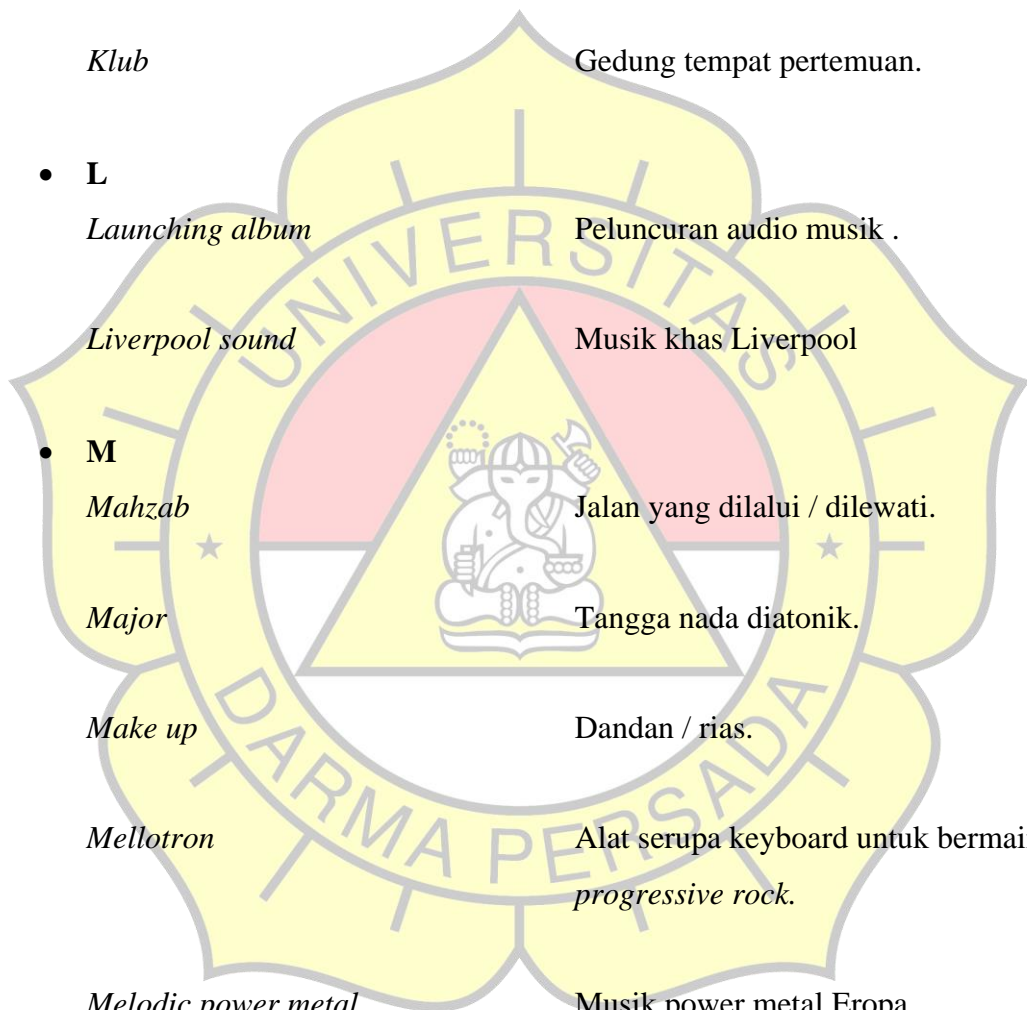 Klub Gedung tempat pertemuan.
• L
Launching album Peluncuran audio musik .
Liverpool sound Musik khas Liverpool
• M
Mahzab Jalan yang dilalui / dilewati.
Major Tangga nada diatonik.
Make up Dandan / rias.
Mellotron Alat serupa keyboard untuk
progressive rock.
Melodic power metal Musik power metal Eropa
UNIVERSITAS
DARMA PERSADA